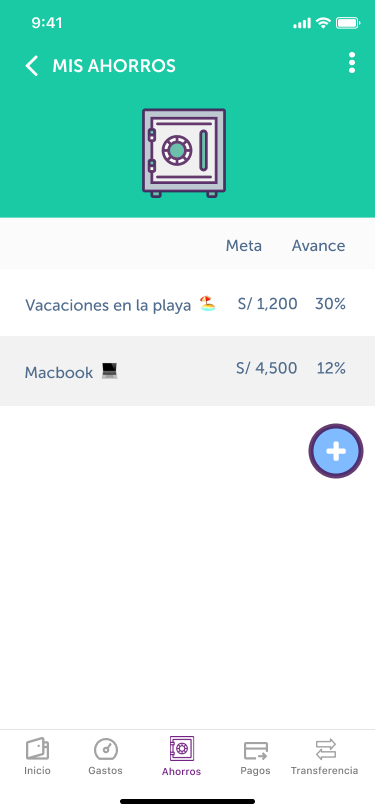 9:41
MIS AHORROS
Meta Avance
Vacaciones en la playa 🏖️ S/ 1,200 30%
Macbook 💻 S/ 4,500 12%
Inicio Gastos Ahorros Pagos Transferencia